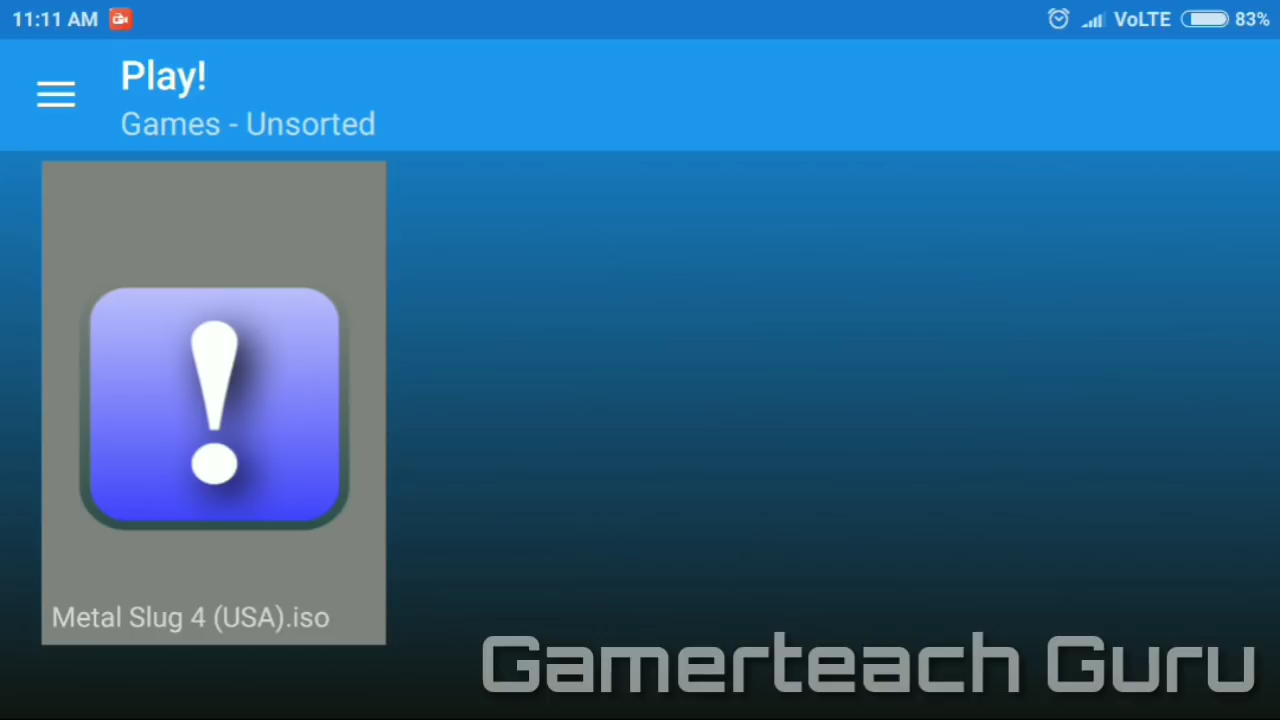 11:11 AM
VoLTE 83%
Play!
Games - Unsorted
!
Metal Slug 4 (USA).iso
Gamerteach Guru